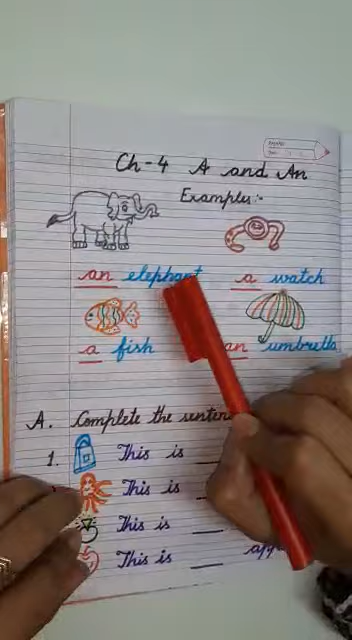 Ch-4 A and An
Examples:-
an elephant a watch
a fish an umbrella
A. Complete the
1. This is
This is
This is
This is